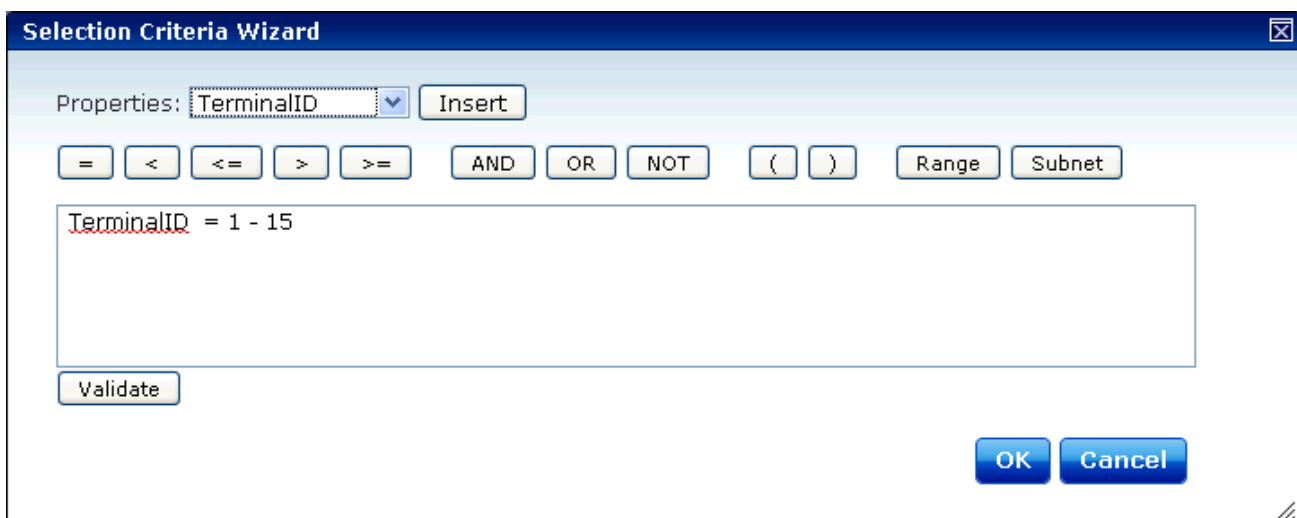 Selection Criteria Wizard
Properties: TerminalID Insert
= < <= > >= AND OR NOT ( ) Range Subnet
TerminalID = 1 - 15
Validate
OK Cancel